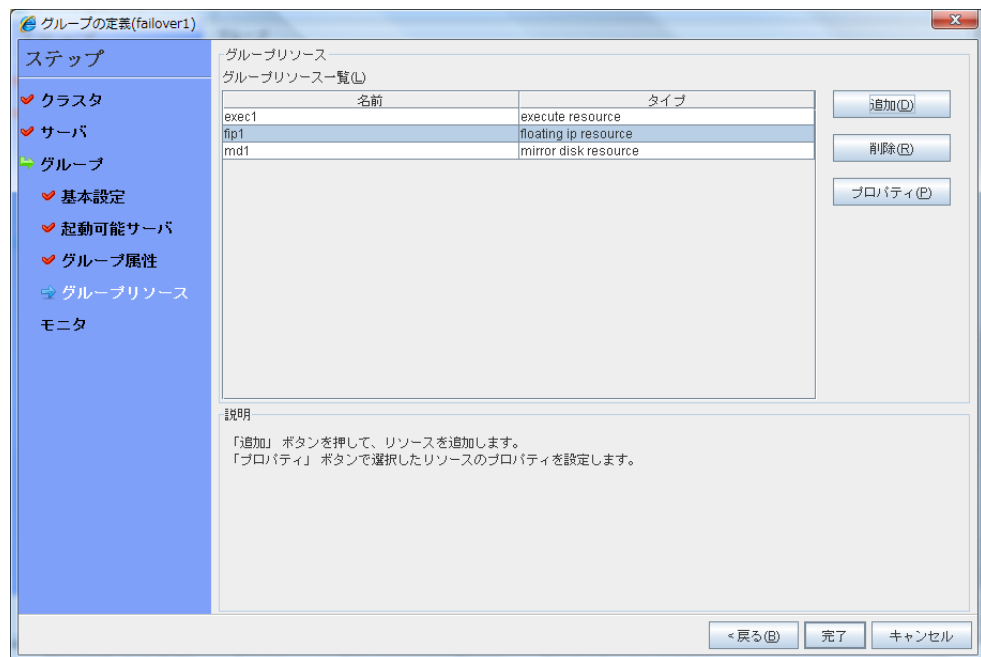 グループの定義(failover1)
ステップ
クラスタ
サーバ
グループ
基本設定
起動可能サーバ
グループ属性
グループリソース
モニタ
グループリソース
グループリソース一覧(L)
名前 タイプ
exec1 execute resource
fip1 floating ip resource
md1 mirror disk resource
追加(D)
削除(R)
プロパティ(P)
説明
「追加」 ボタンを押して、リソースを追加します。
「プロパティ」 ボタンで選択したリソースのプロパティを設定します。
<戻る(B) 完了 キャンセル